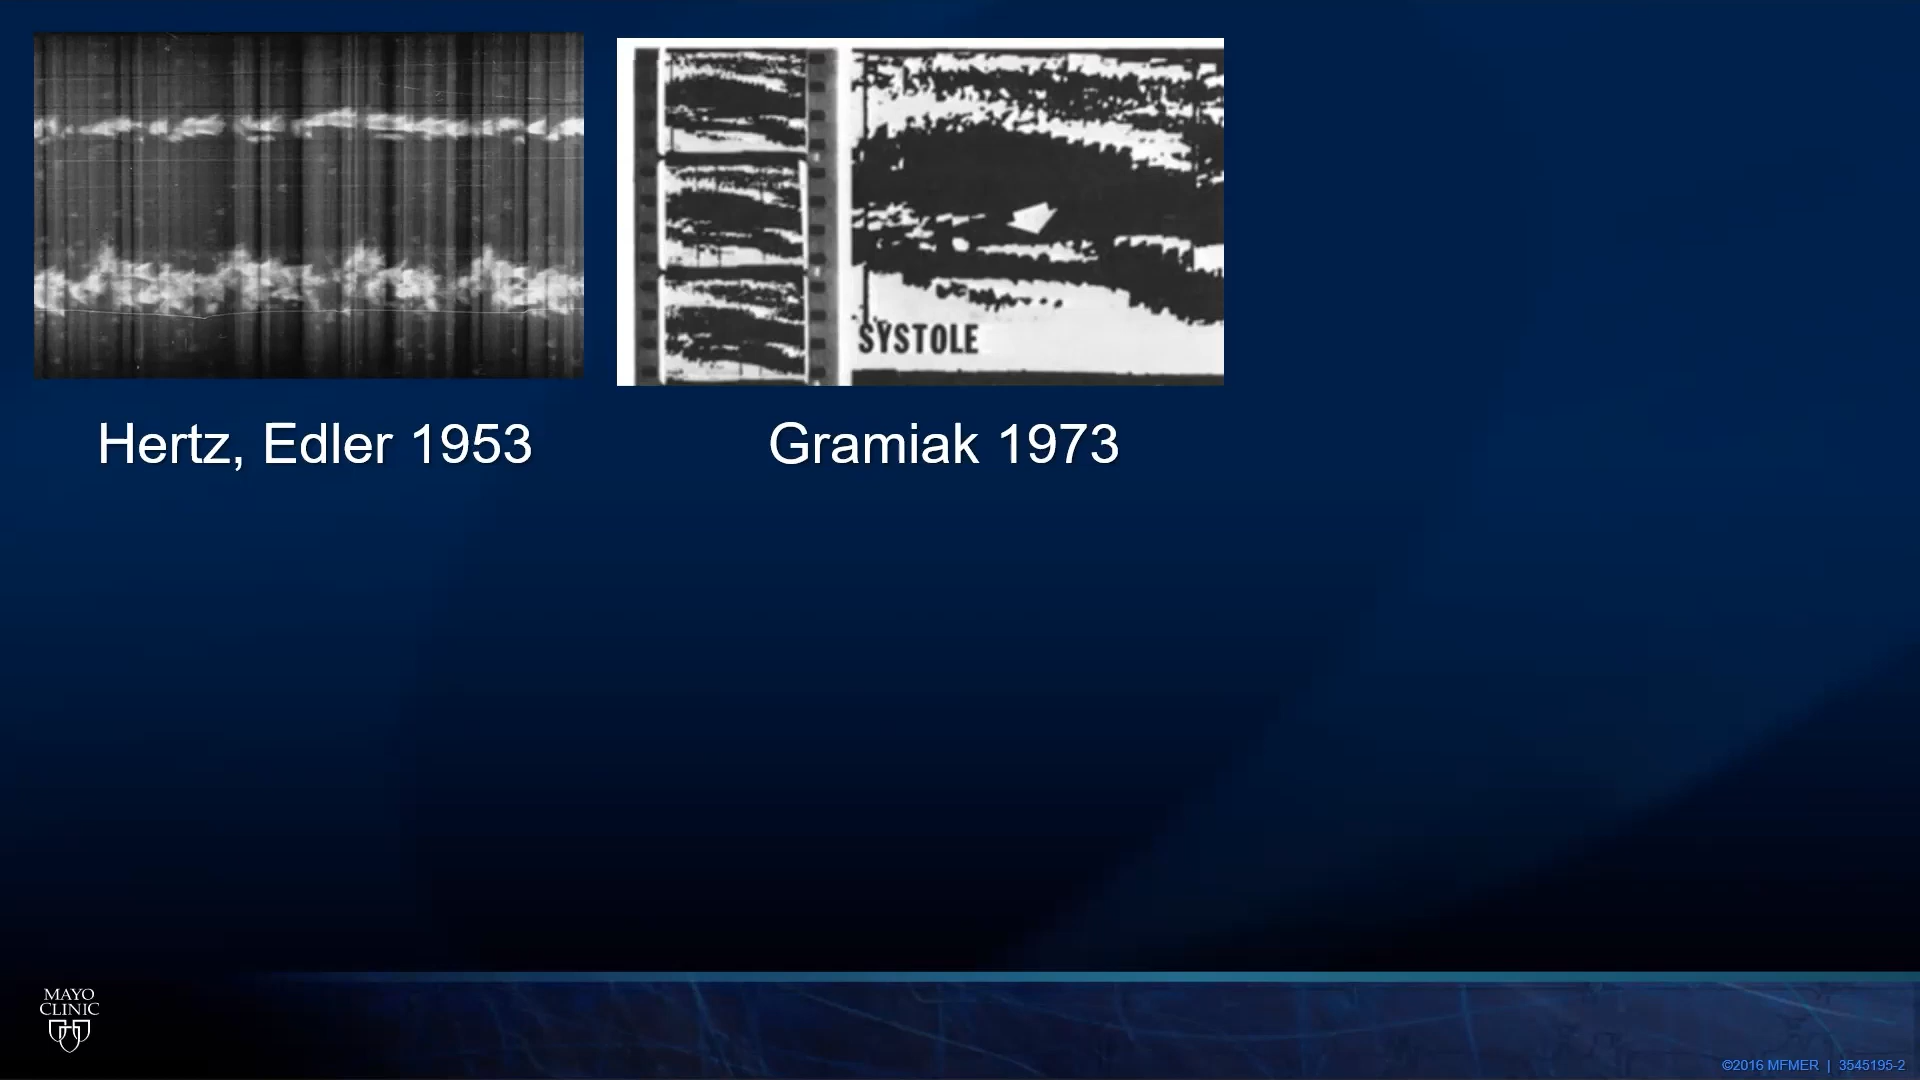 SYSTOLE
Hertz, Edler 1953
Gramiak 1973
MAYO
CLINIC
©2016 MFMER | 3545195-2